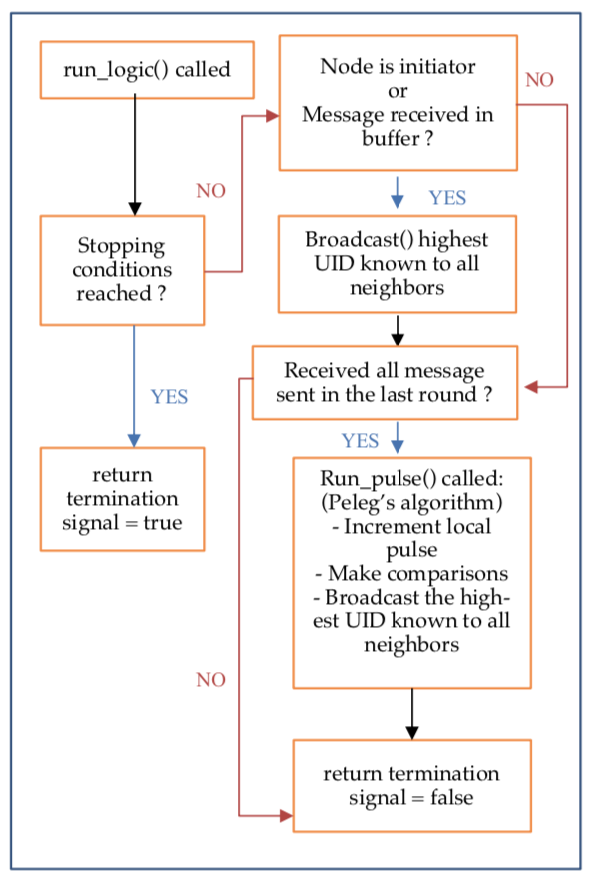 run_logic() called
Stopping
conditions
reached ?
YES
return
termination
signal = true
NO
Node is initiator
or
Message received in
buffer ?
NO
YES
Broadcast() highest
UID known to all
neighbors
Received all message
sent in the last round ?
YES
Run_pulse() called:
(Peleg’s algorithm)
- Increment local
pulse
- Make comparisons
- Broadcast the high-
est UID known to all
neighbors
NO
return termination
signal = false